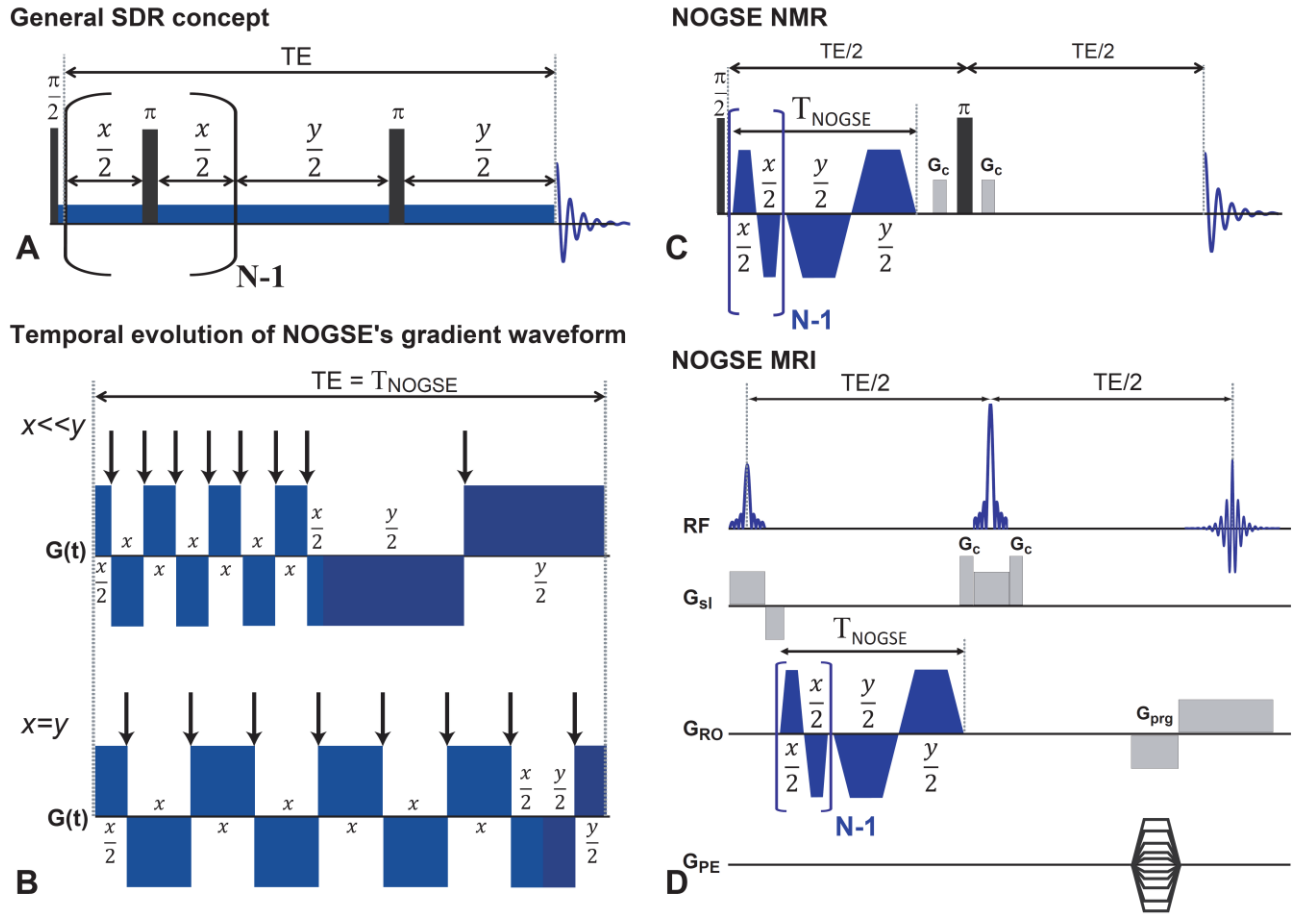 General SDR concept
TE
π/2
π
π
x/2
x/2
y/2
y/2
A
N-1
Temporal evolution of NOGSE's gradient waveform
TE = T_NOGSE
x<<y
G(t)
x/2
x
x
x
x
x
x
x/2
y/2
y/2
x=y
G(t)
x/2
x
x
x
x
x
x
x/2
y/2
y/2
B
NOGSE NMR
TE/2
TE/2
π/2
T_NOGSE
π
G_c
G_c
x/2
x/2
y/2
y/2
N-1
C
NOGSE MRI
TE/2
TE/2
RF
G_c
G_c
G_sl
T_NOGSE
x/2
x/2
y/2
y/2
G_RO
G_prg
N-1
G_PE
D